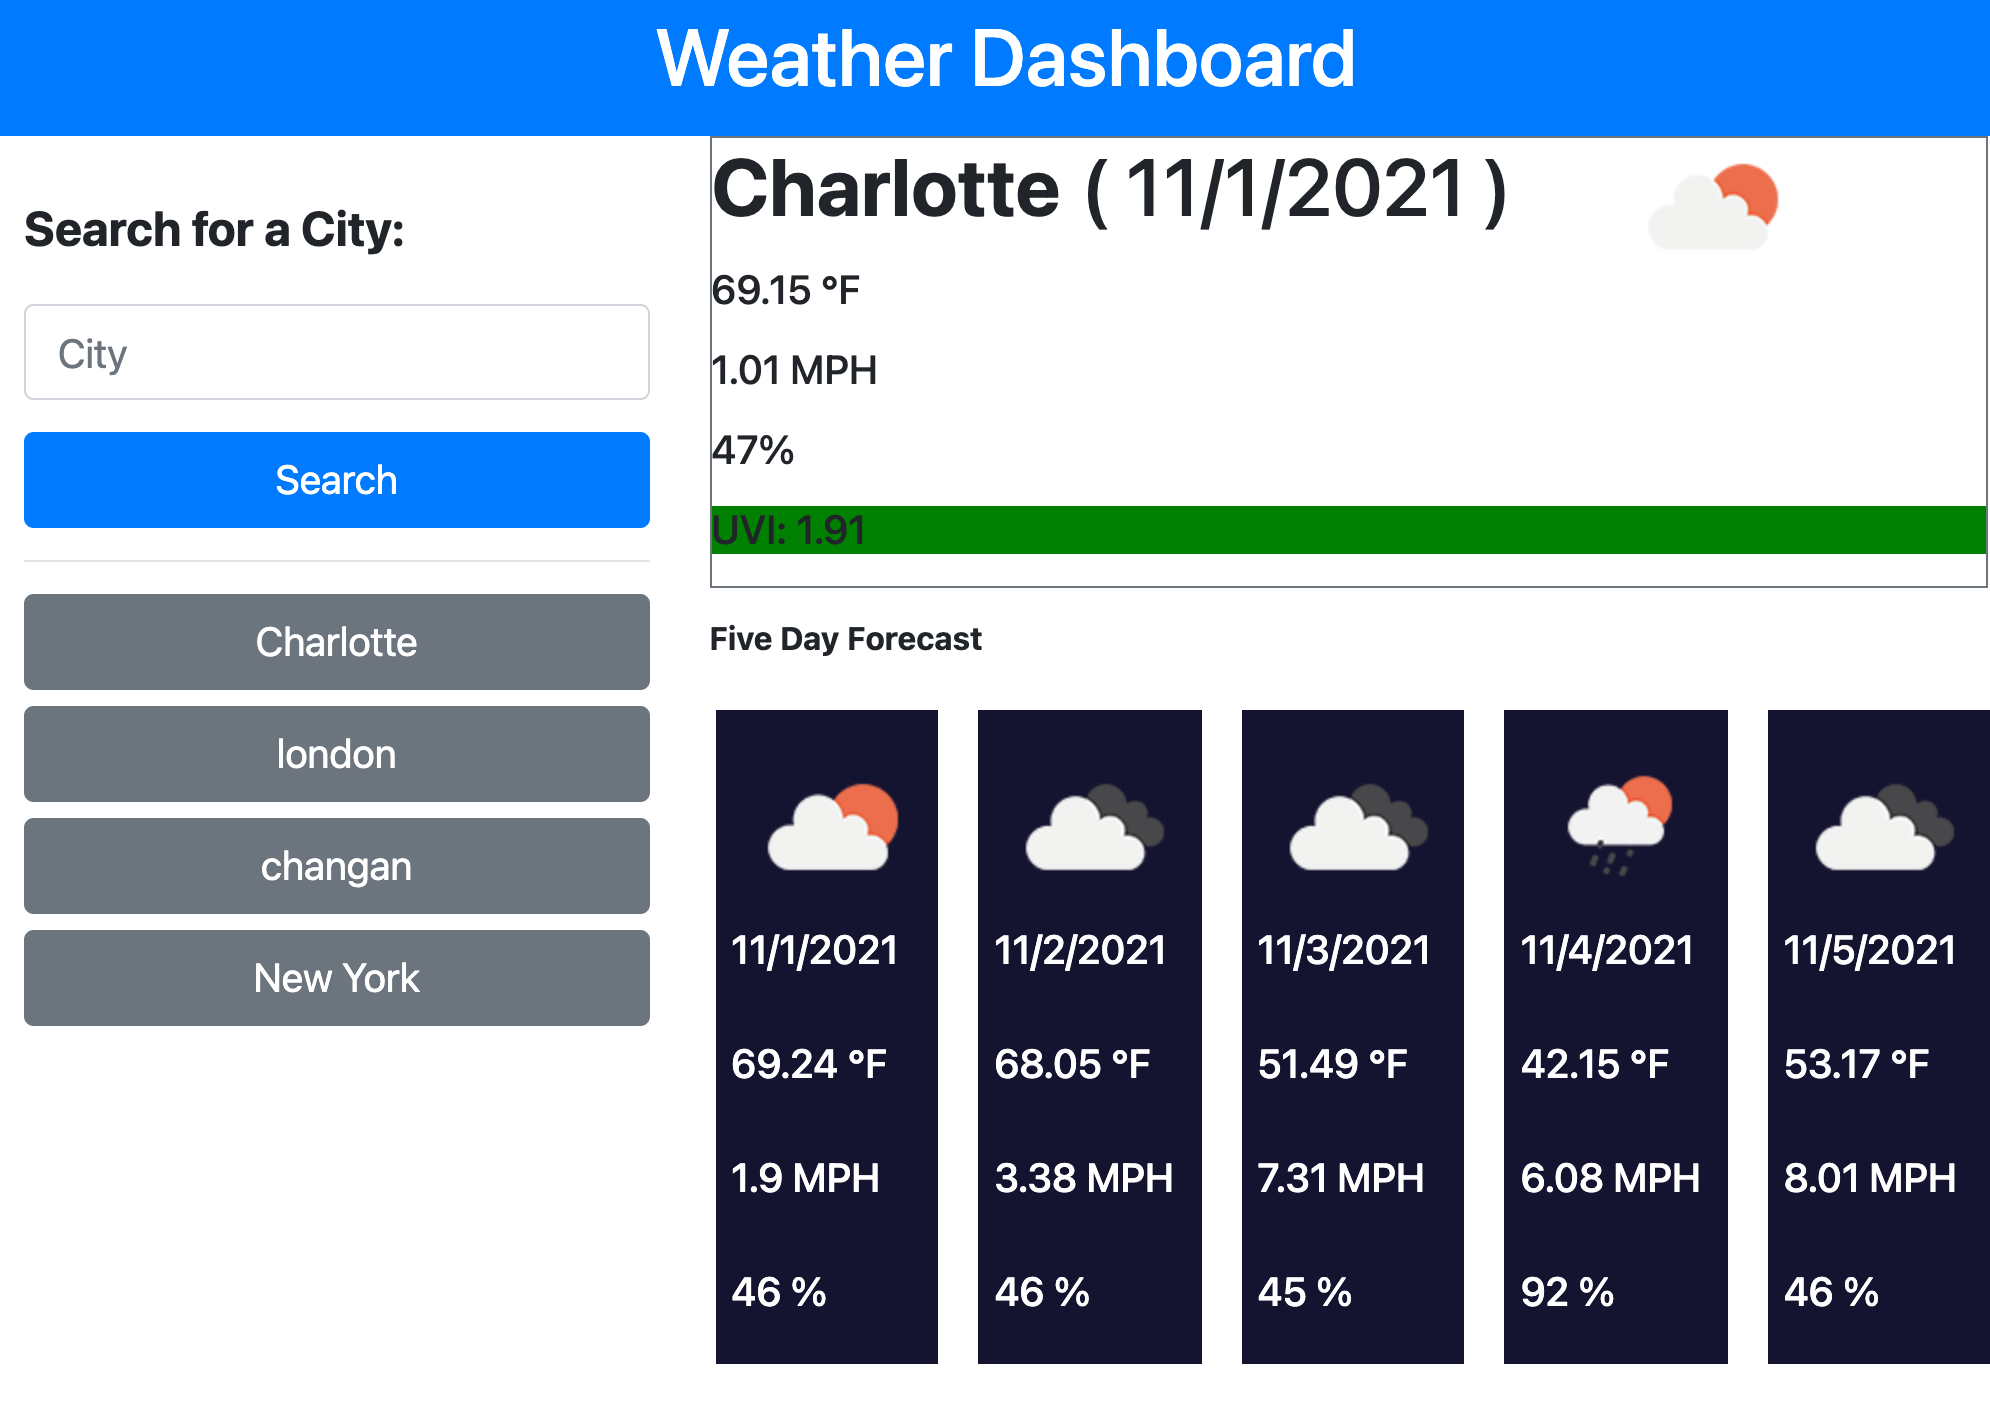 Weather Dashboard
Search for a City:
City
Search
Charlotte
london
changan
New York
Charlotte ( 11/1/2021 )
69.15 °F
1.01 MPH
47%
UVI: 1.91
Five Day Forecast
11/1/2021
69.24 °F
1.9 MPH
46 %
11/2/2021
68.05 °F
3.38 MPH
46 %
11/3/2021
51.49 °F
7.31 MPH
45 %
11/4/2021
42.15 °F
6.08 MPH
92 %
11/5/2021
53.17 °F
8.01 MPH
46 %